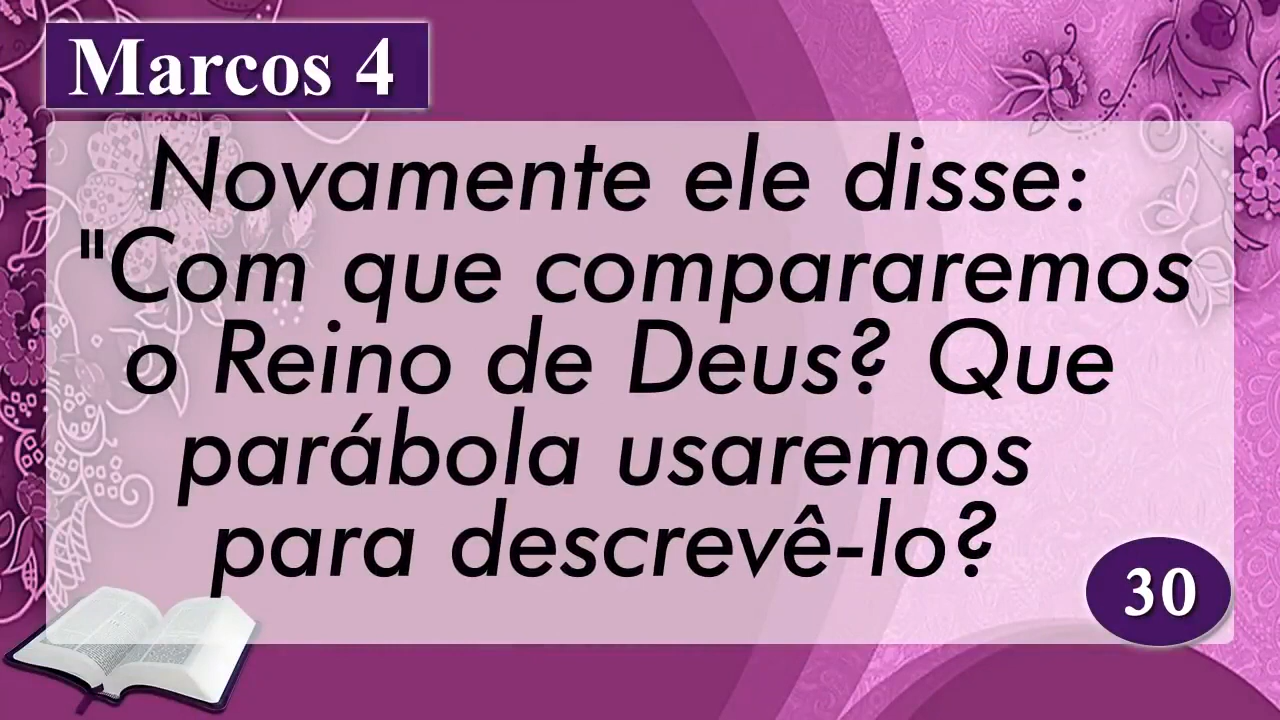 Marcos 4
Novamente ele disse:
"Com que compararemos
o Reino de Deus? Que
parábola usaremos
para descrevê-lo?
30